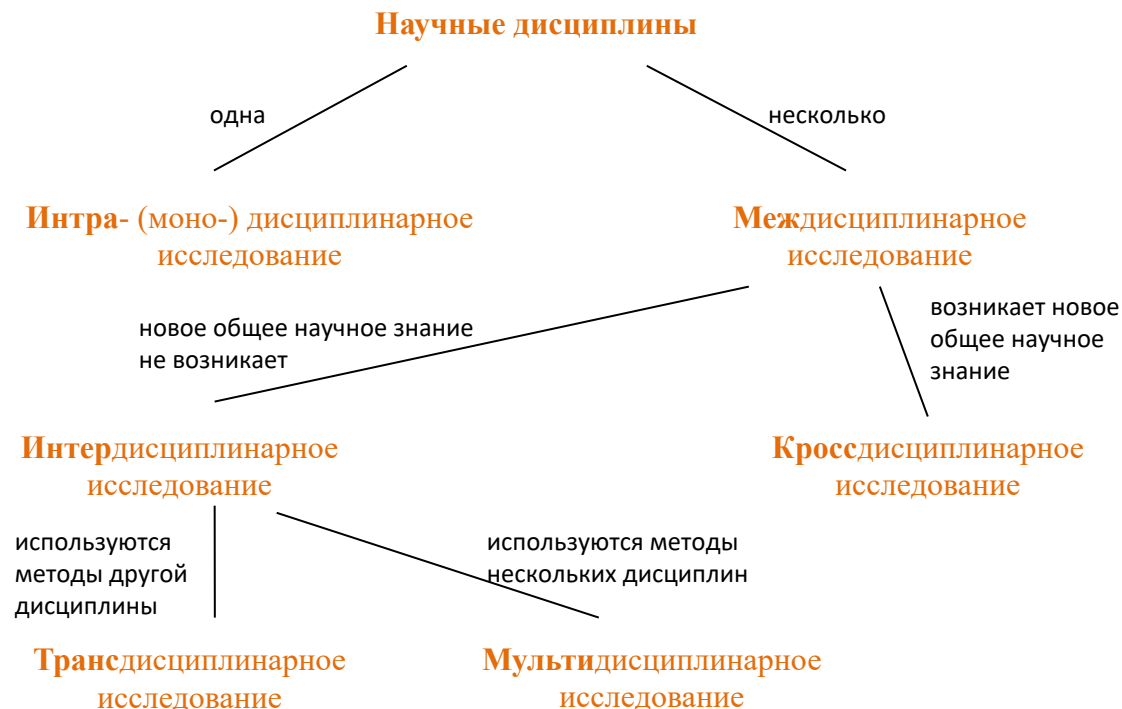 Научные дисциплины
одна
несколько
Интра- (моно-) дисциплинарное
исследование
Междисциплинарное
исследование
новое общее научное знание
не возникает
возникает новое
общее научное
знание
Интердисциплинарное
исследование
Кроссдисциплинарное
исследование
используются
методы другой
дисциплины
используются методы
нескольких дисциплин
Трансдисциплинарное
исследование
Мультидисциплинарное
исследование